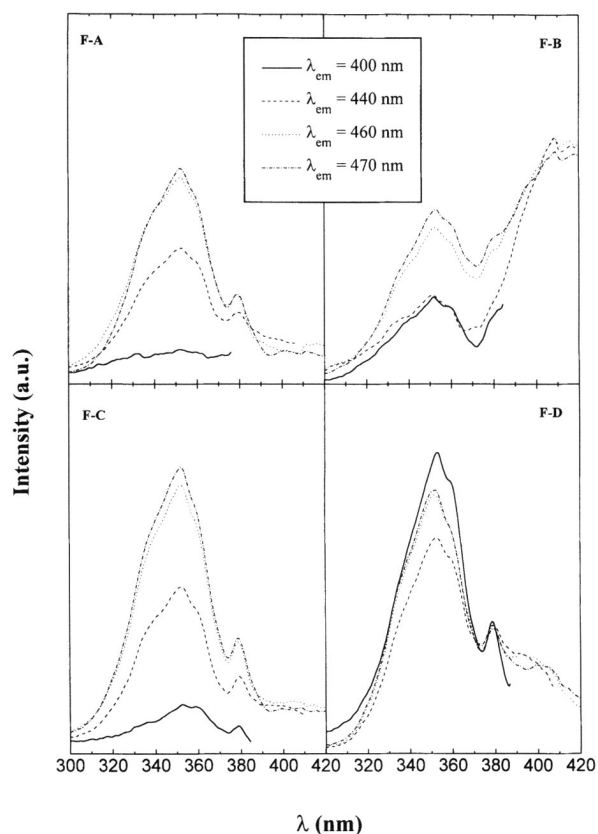 F-A
F-B
λem = 400 nm
λem = 440 nm
λem = 460 nm
λem = 470 nm
F-C
F-D
Intensity (a.u.)
300 320 340 360 380 400 420 320 340 360 380 400 420
λ (nm)